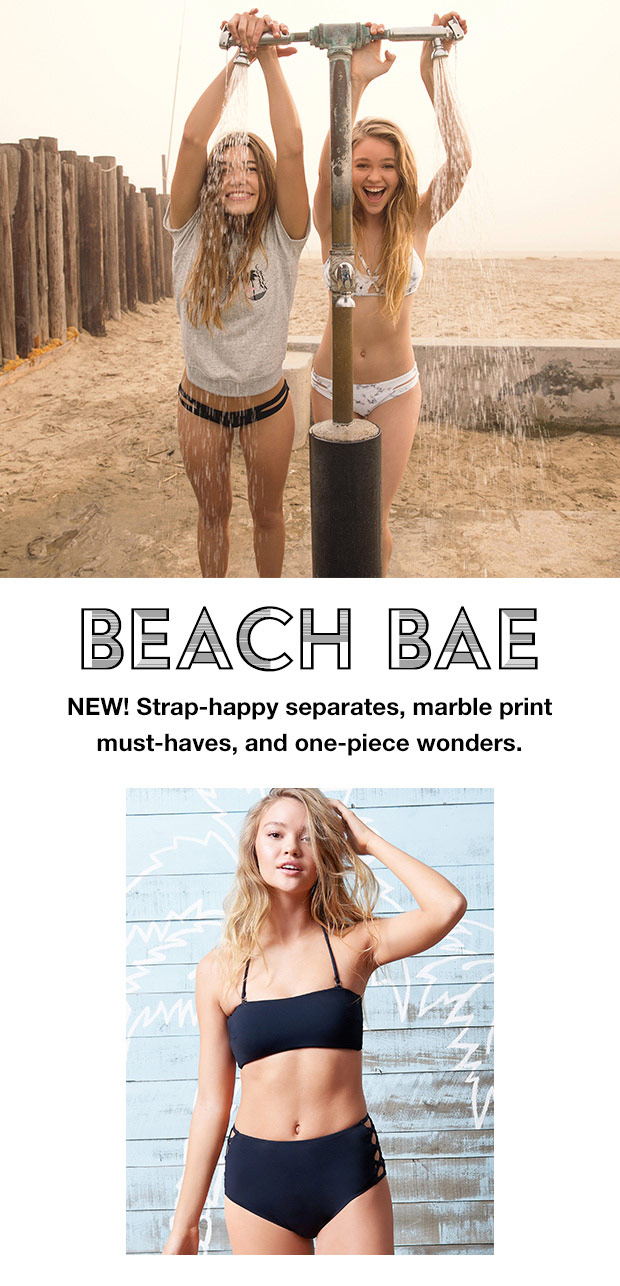 BEACH BAE
NEW! Strap-happy separates, marble print
must-haves, and one-piece wonders.